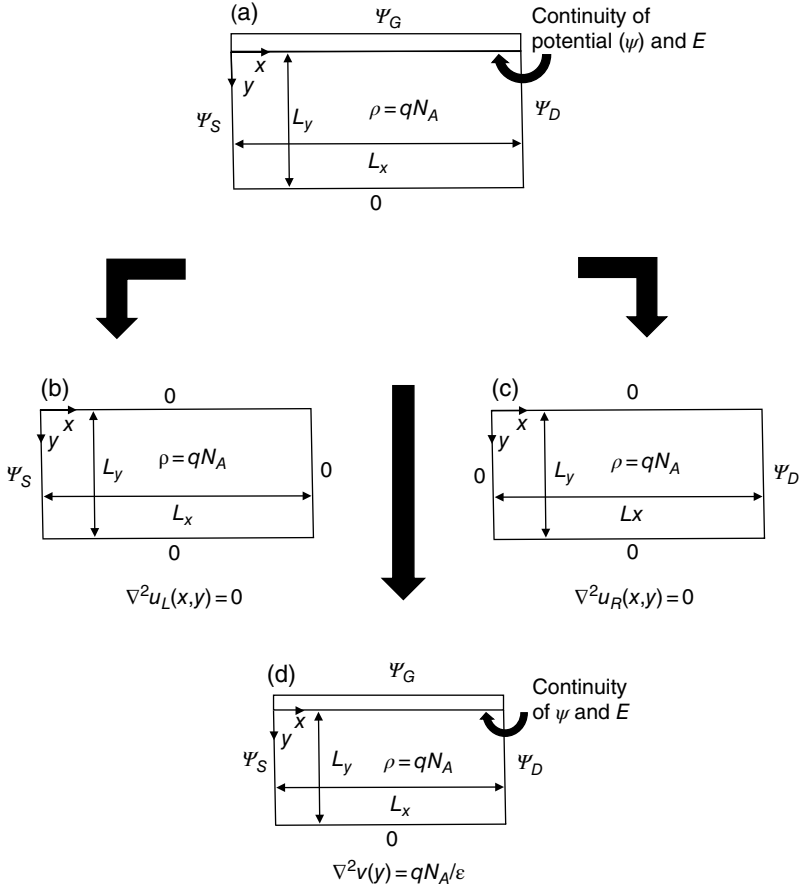 (a)
Ψ_G
Continuity of
potential (ψ) and E
x
y
Ψ_S
L_y
ρ = qN_A
Ψ_D
L_x
0
(b)
0
x
y
Ψ_S
L_y
ρ = qN_A
0
L_x
0
∇²u_L(x,y) = 0
(c)
0
x
y
0
L_y
ρ = qN_A
Ψ_D
Lx
0
∇²u_R(x,y) = 0
(d)
Ψ_G
Continuity
of ψ and E
x
y
Ψ_S
L_y
ρ = qN_A
Ψ_D
L_x
0
∇²v(y) = qN_A/ε